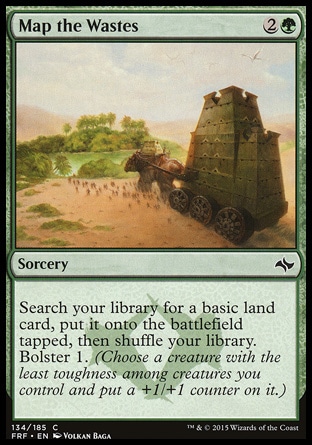 Map the Wastes 2
Sorcery
Search your library for a basic land
card, put it onto the battlefield
tapped, then shuffle your library.
Bolster 1. (Choose a creature with the
least toughness among creatures you
control and put a +1/+1 counter on it.)
134/185 C
FRF • EN VOLKAN BAGA ™ & © 2015 Wizards of the Coast